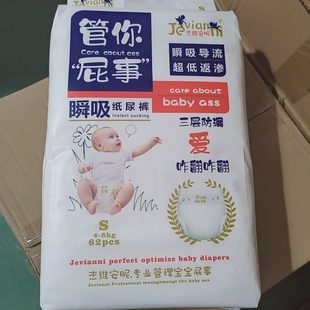 S
管你
Care about ass
"屁事"
瞬吸 纸尿裤
Instant sucking
Jevianni
杰维安昵
瞬吸导流
超低返渗
care about
baby ass
三层防漏
爱
咋翻咋翻
S
4-8kg
62pcs
Jevianni perfect optimize baby diapers
杰维安昵,专业管理宝宝屁事
Jevianni Professional managemengt the baby ass